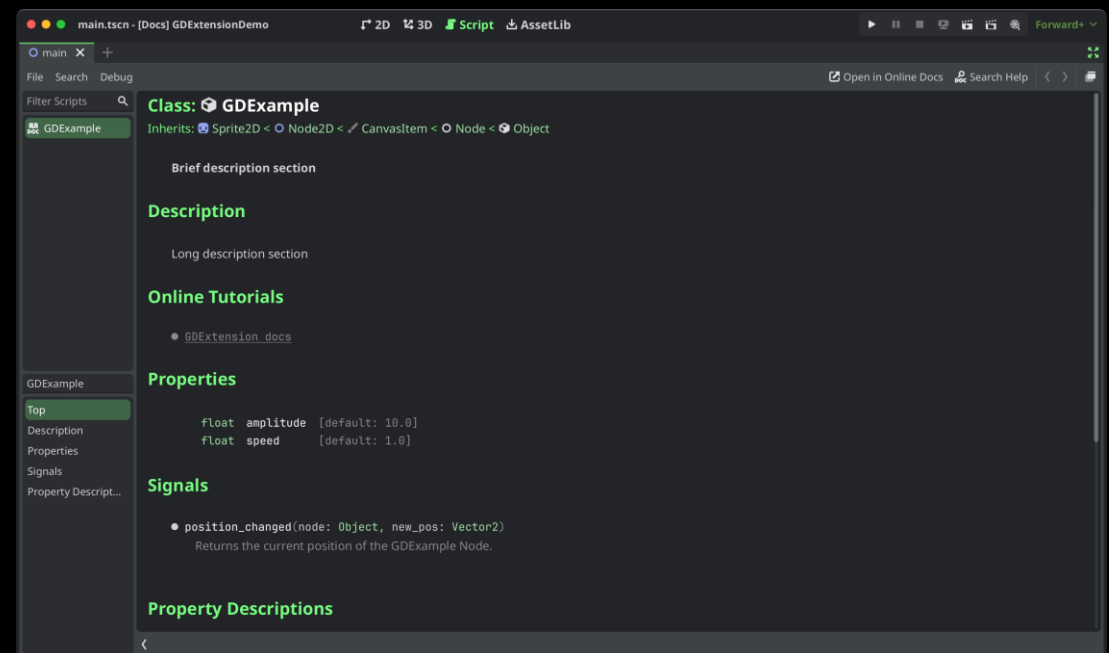 main.tscn - [Docs] GDExtensionDemo
2D 3D Script AssetLib
Forward+
main
File Search Debug
Open in Online Docs Search Help
Filter Scripts
GDExample
GDExample
Top
Description
Properties
Signals
Property Descript...
Class: GDExample
Inherits: Sprite2D < Node2D < CanvasItem < Node < Object
Brief description section
Description
Long description section
Online Tutorials
GDExtension docs
Properties
float amplitude [default: 10.0]
float speed [default: 1.0]
Signals
position_changed(node: Object, new_pos: Vector2)
Returns the current position of the GDExample Node.
Property Descriptions